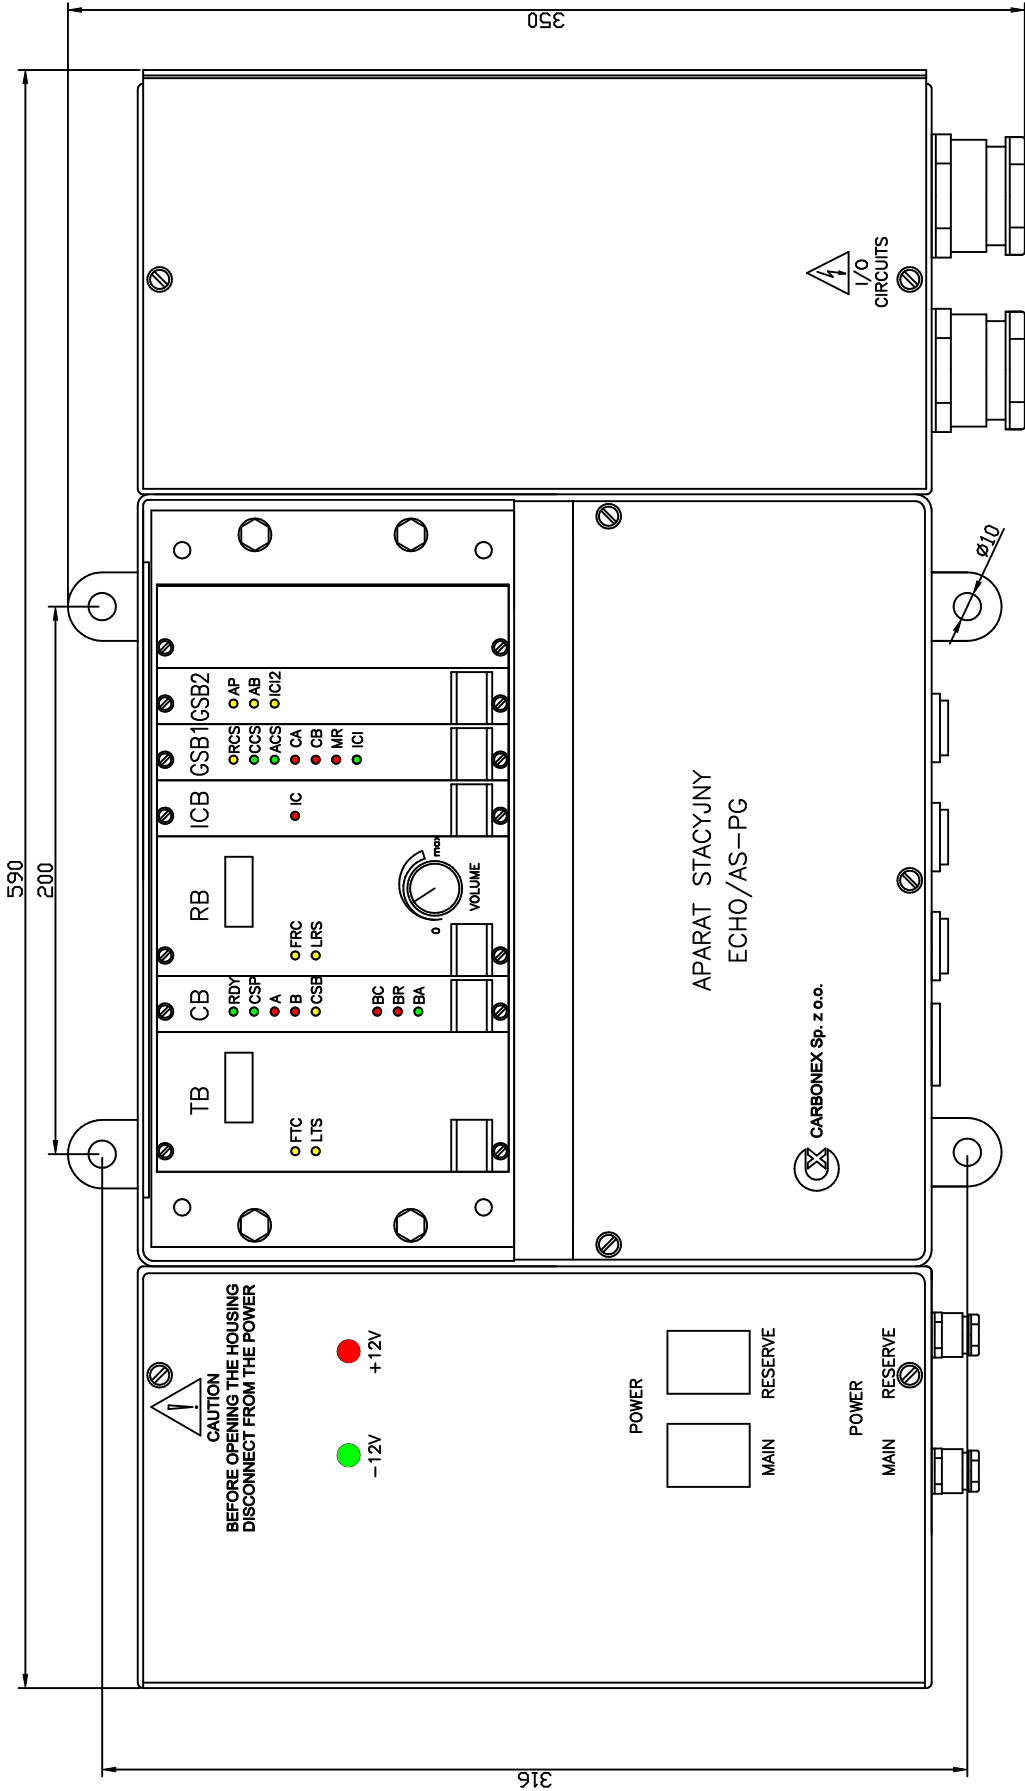 590
200
350
316
ø10
CAUTION
BEFORE OPENING THE HOUSING
DISCONNECT FROM THE POWER
-12V
+12V
POWER
MAIN
RESERVE
POWER
MAIN
RESERVE
TB
FTC
LTS
CB
RDY
CSP
A
B
CSB
BC
BR
BA
RB
FRC
LRS
0
max
VOLUME
ICB
IC
GSB1
RCS
CCS
ACS
CA
CB
MR
ICI
GSB2
AP
AB
ICI2
APARAT STACYJNY
ECHO/AS-PG
CX CARBONEX Sp. z o.o.
I/O
CIRCUITS